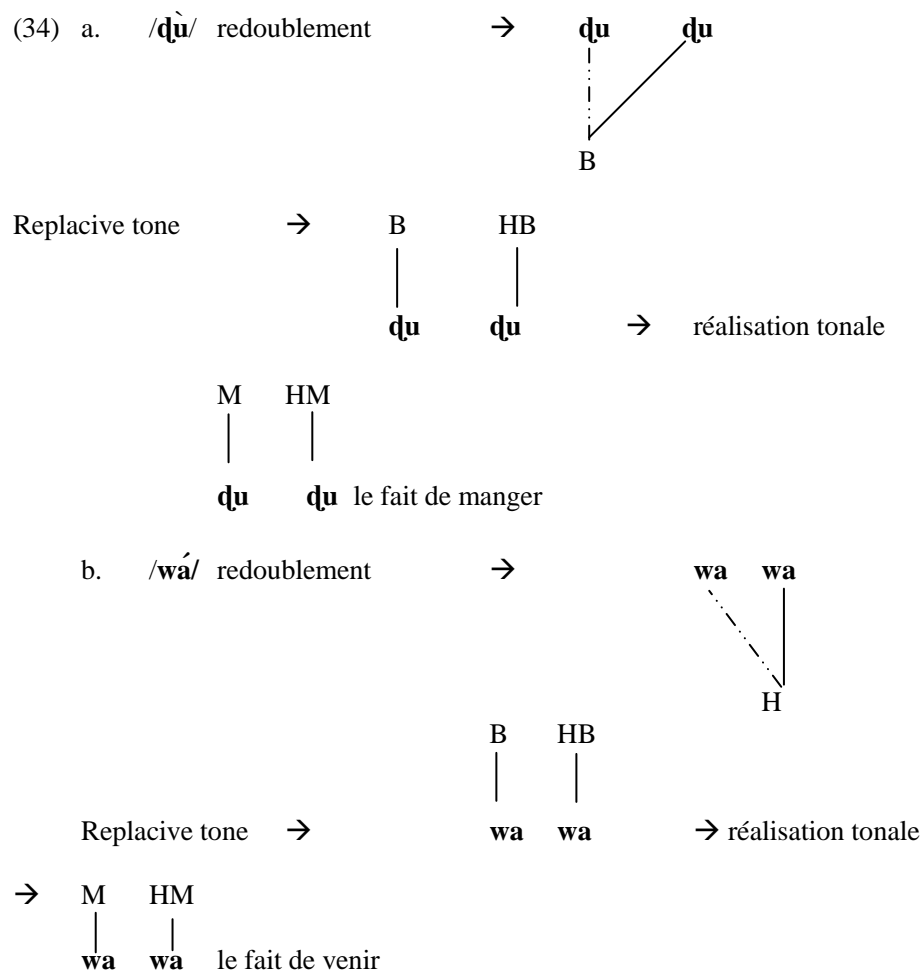 (34) a. /ɖù/ redoublement → ɖu ɖu
B
Replacive tone → B HB
ɖu ɖu → réalisation tonale
M HM
ɖu ɖu le fait de manger
b. /wá/ redoublement → wa wa
H
B HB
Replacive tone → wa wa → réalisation tonale
→ M HM
wa wa le fait de venir